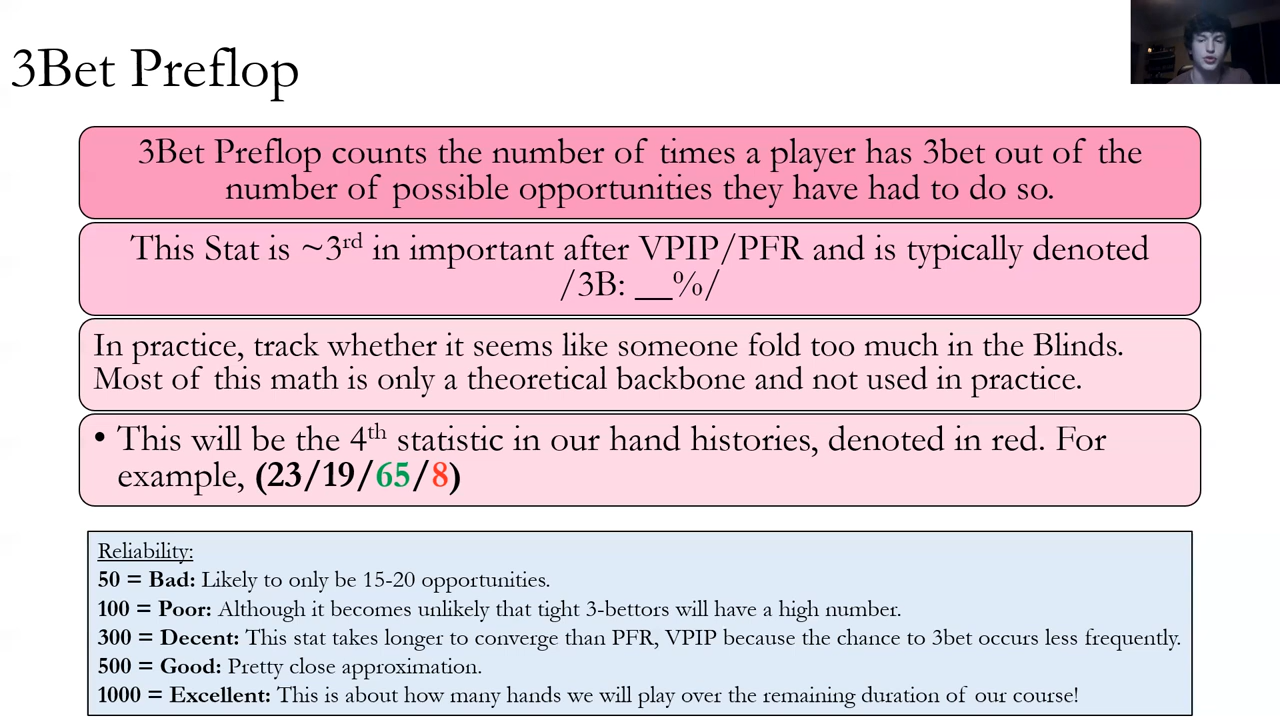 3Bet Preflop
3Bet Preflop counts the number of times a player has 3bet out of the
number of possible opportunities they have had to do so.
This Stat is ~3rd in important after VPIP/PFR and is typically denoted
/3B: __%/
In practice, track whether it seems like someone fold too much in the Blinds.
Most of this math is only a theoretical backbone and not used in practice.
• This will be the 4th statistic in our hand histories, denoted in red. For
example, (23/19/65/8)
Reliability:
50 = Bad: Likely to only be 15-20 opportunities.
100 = Poor: Although it becomes unlikely that tight 3-bettors will have a high number.
300 = Decent: This stat takes longer to converge than PFR, VPIP because the chance to 3bet occurs less frequently.
500 = Good: Pretty close approximation.
1000 = Excellent: This is about how many hands we will play over the remaining duration of our course!